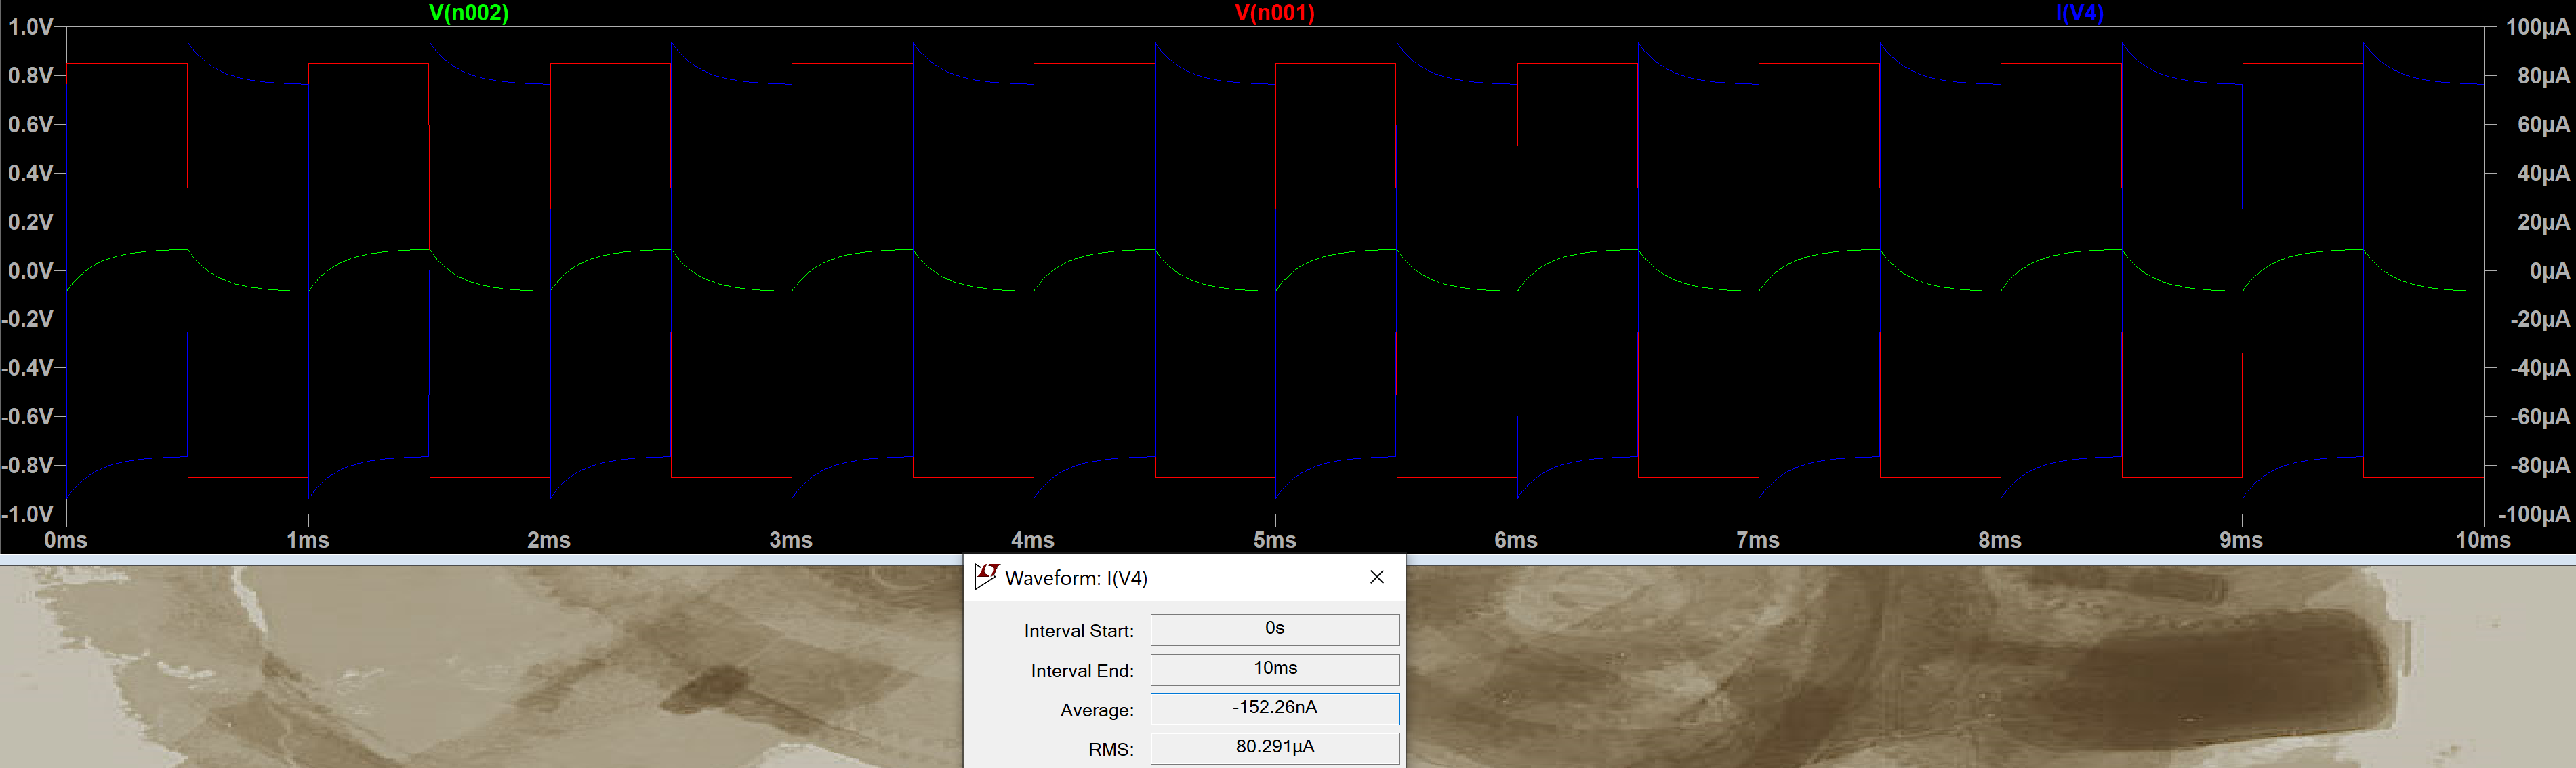 V(n002) V(n001) I(V4)
1.0V 100µA
0.8V 80µA
0.6V 60µA
0.4V 40µA
0.2V 20µA
0.0V 0µA
-0.2V -20µA
-0.4V -40µA
-0.6V -60µA
-0.8V -80µA
-1.0V -100µA
0ms 1ms 2ms 3ms 4ms 5ms 6ms 7ms 8ms 9ms 10ms
Waveform: I(V4)
Interval Start: 0s
Interval End: 10ms
Average: -152.26nA
RMS: 80.291µA